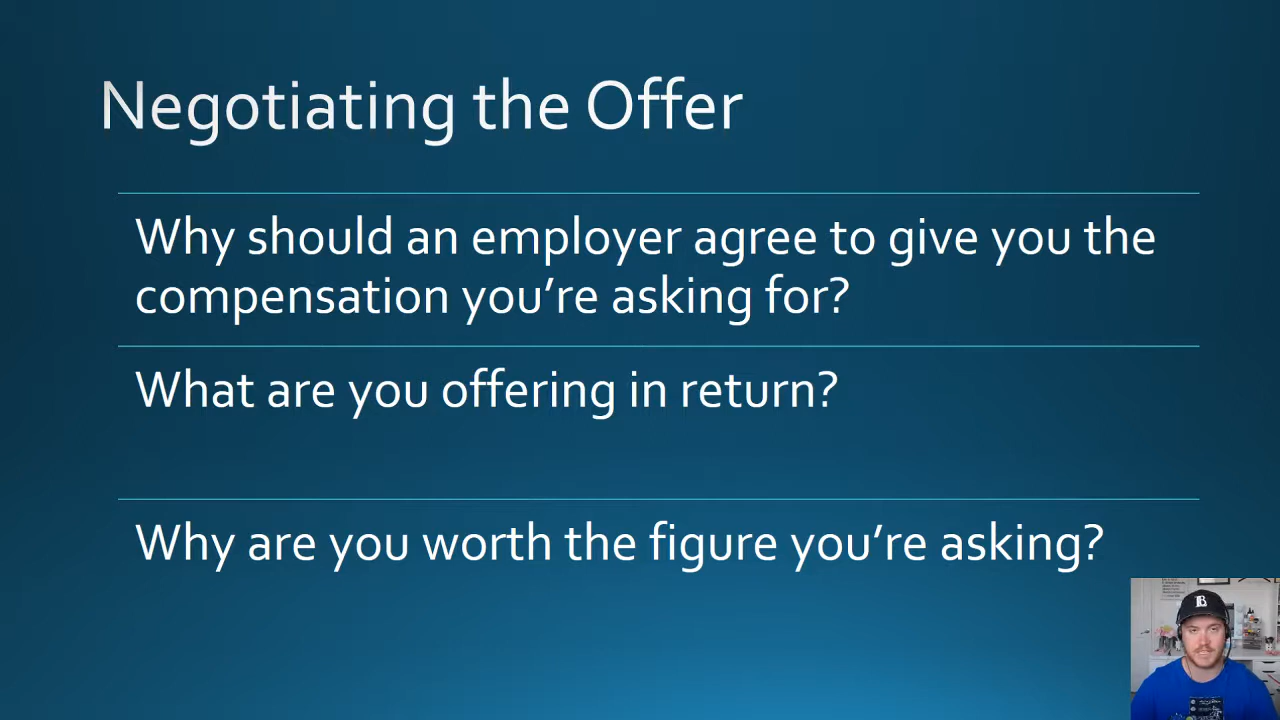 Negotiating the Offer
Why should an employer agree to give you the
compensation you’re asking for?
What are you offering in return?
Why are you worth the figure you’re asking?
B